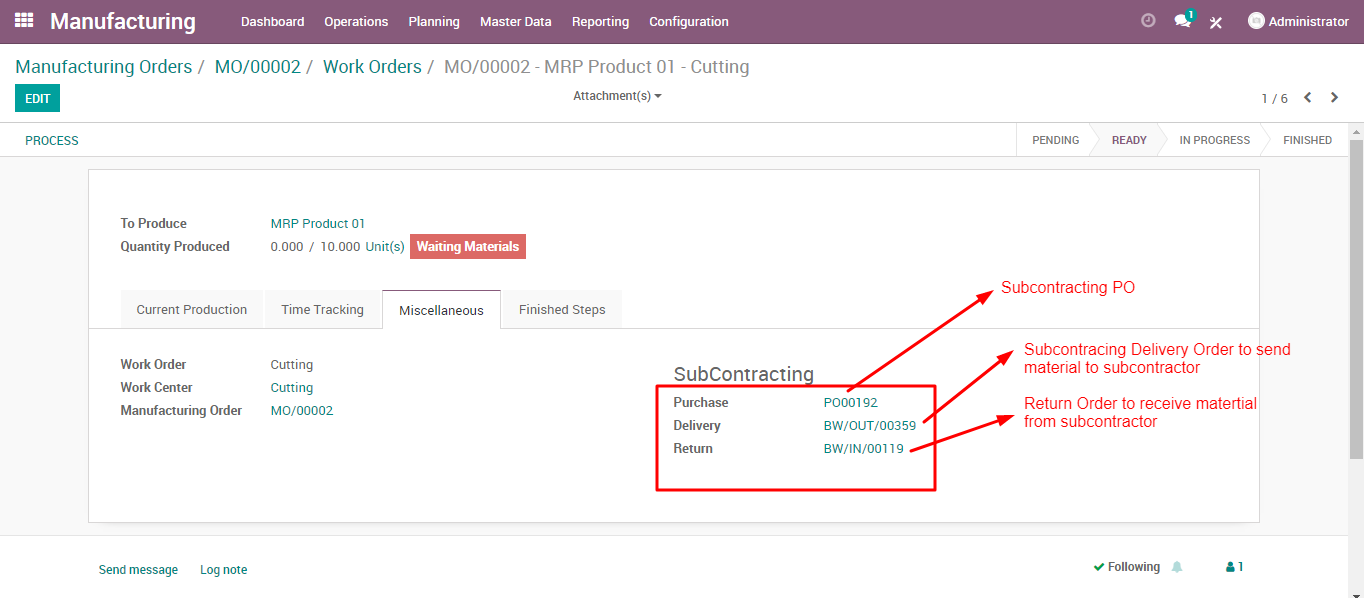 Manufacturing Dashboard Operations Planning Master Data Reporting Configuration 1 Administrator
Manufacturing Orders / MO/00002 / Work Orders / MO/00002 - MRP Product 01 - Cutting
EDIT Attachment(s) 1 / 6
PROCESS PENDING READY IN PROGRESS FINISHED
To Produce MRP Product 01
Quantity Produced 0.000 / 10.000 Unit(s) Waiting Materials
Subcontracting PO
Current Production Time Tracking Miscellaneous Finished Steps
Subcontracing Delivery Order to send
material to subcontractor
Work Order Cutting
Work Center Cutting
Manufacturing Order MO/00002
SubContracting
Purchase PO00192
Delivery BW/OUT/00359
Return BW/IN/00119
Return Order to receive matertial
from subcontractor
Send message Log note Following 1